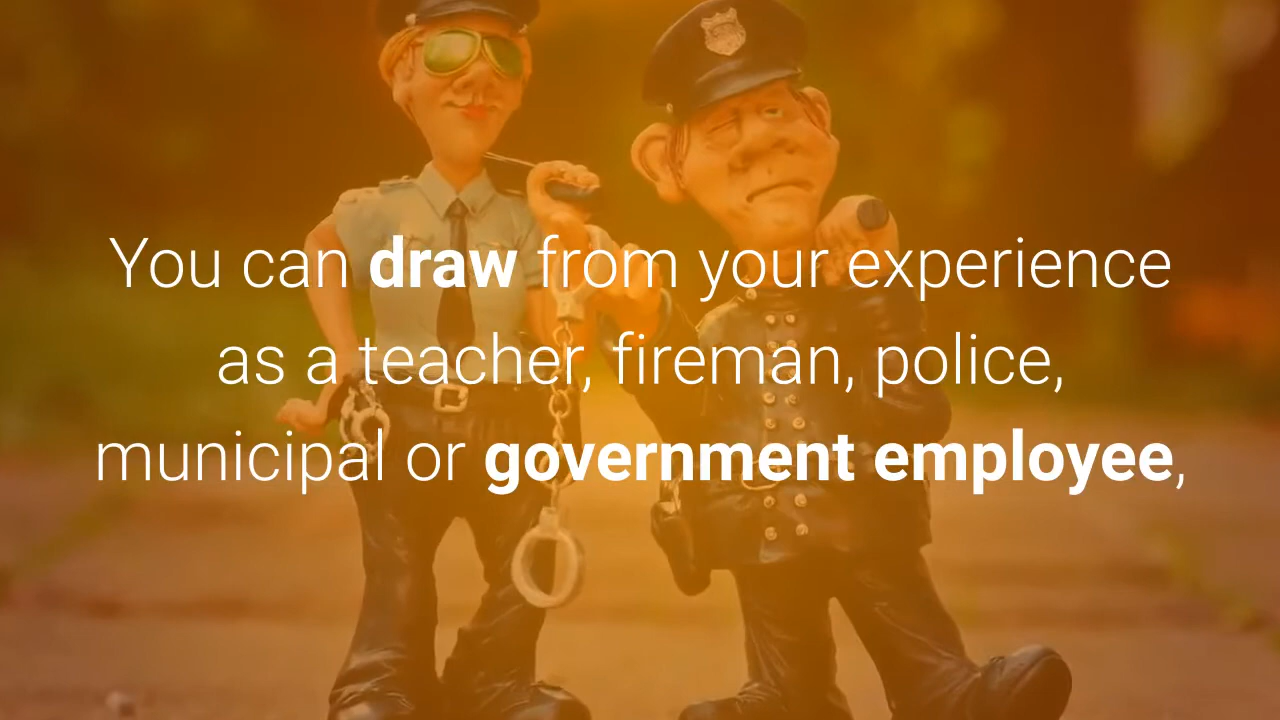 You can draw from your experience
as a teacher, fireman, police,
municipal or government employee,